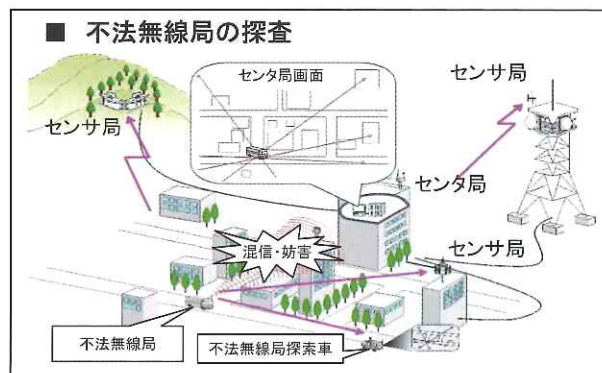 ■ 不法無線局の探査
センタ局画面
センサ局
センサ局
センタ局
センサ局
混信・妨害
不法無線局
不法無線局探索車